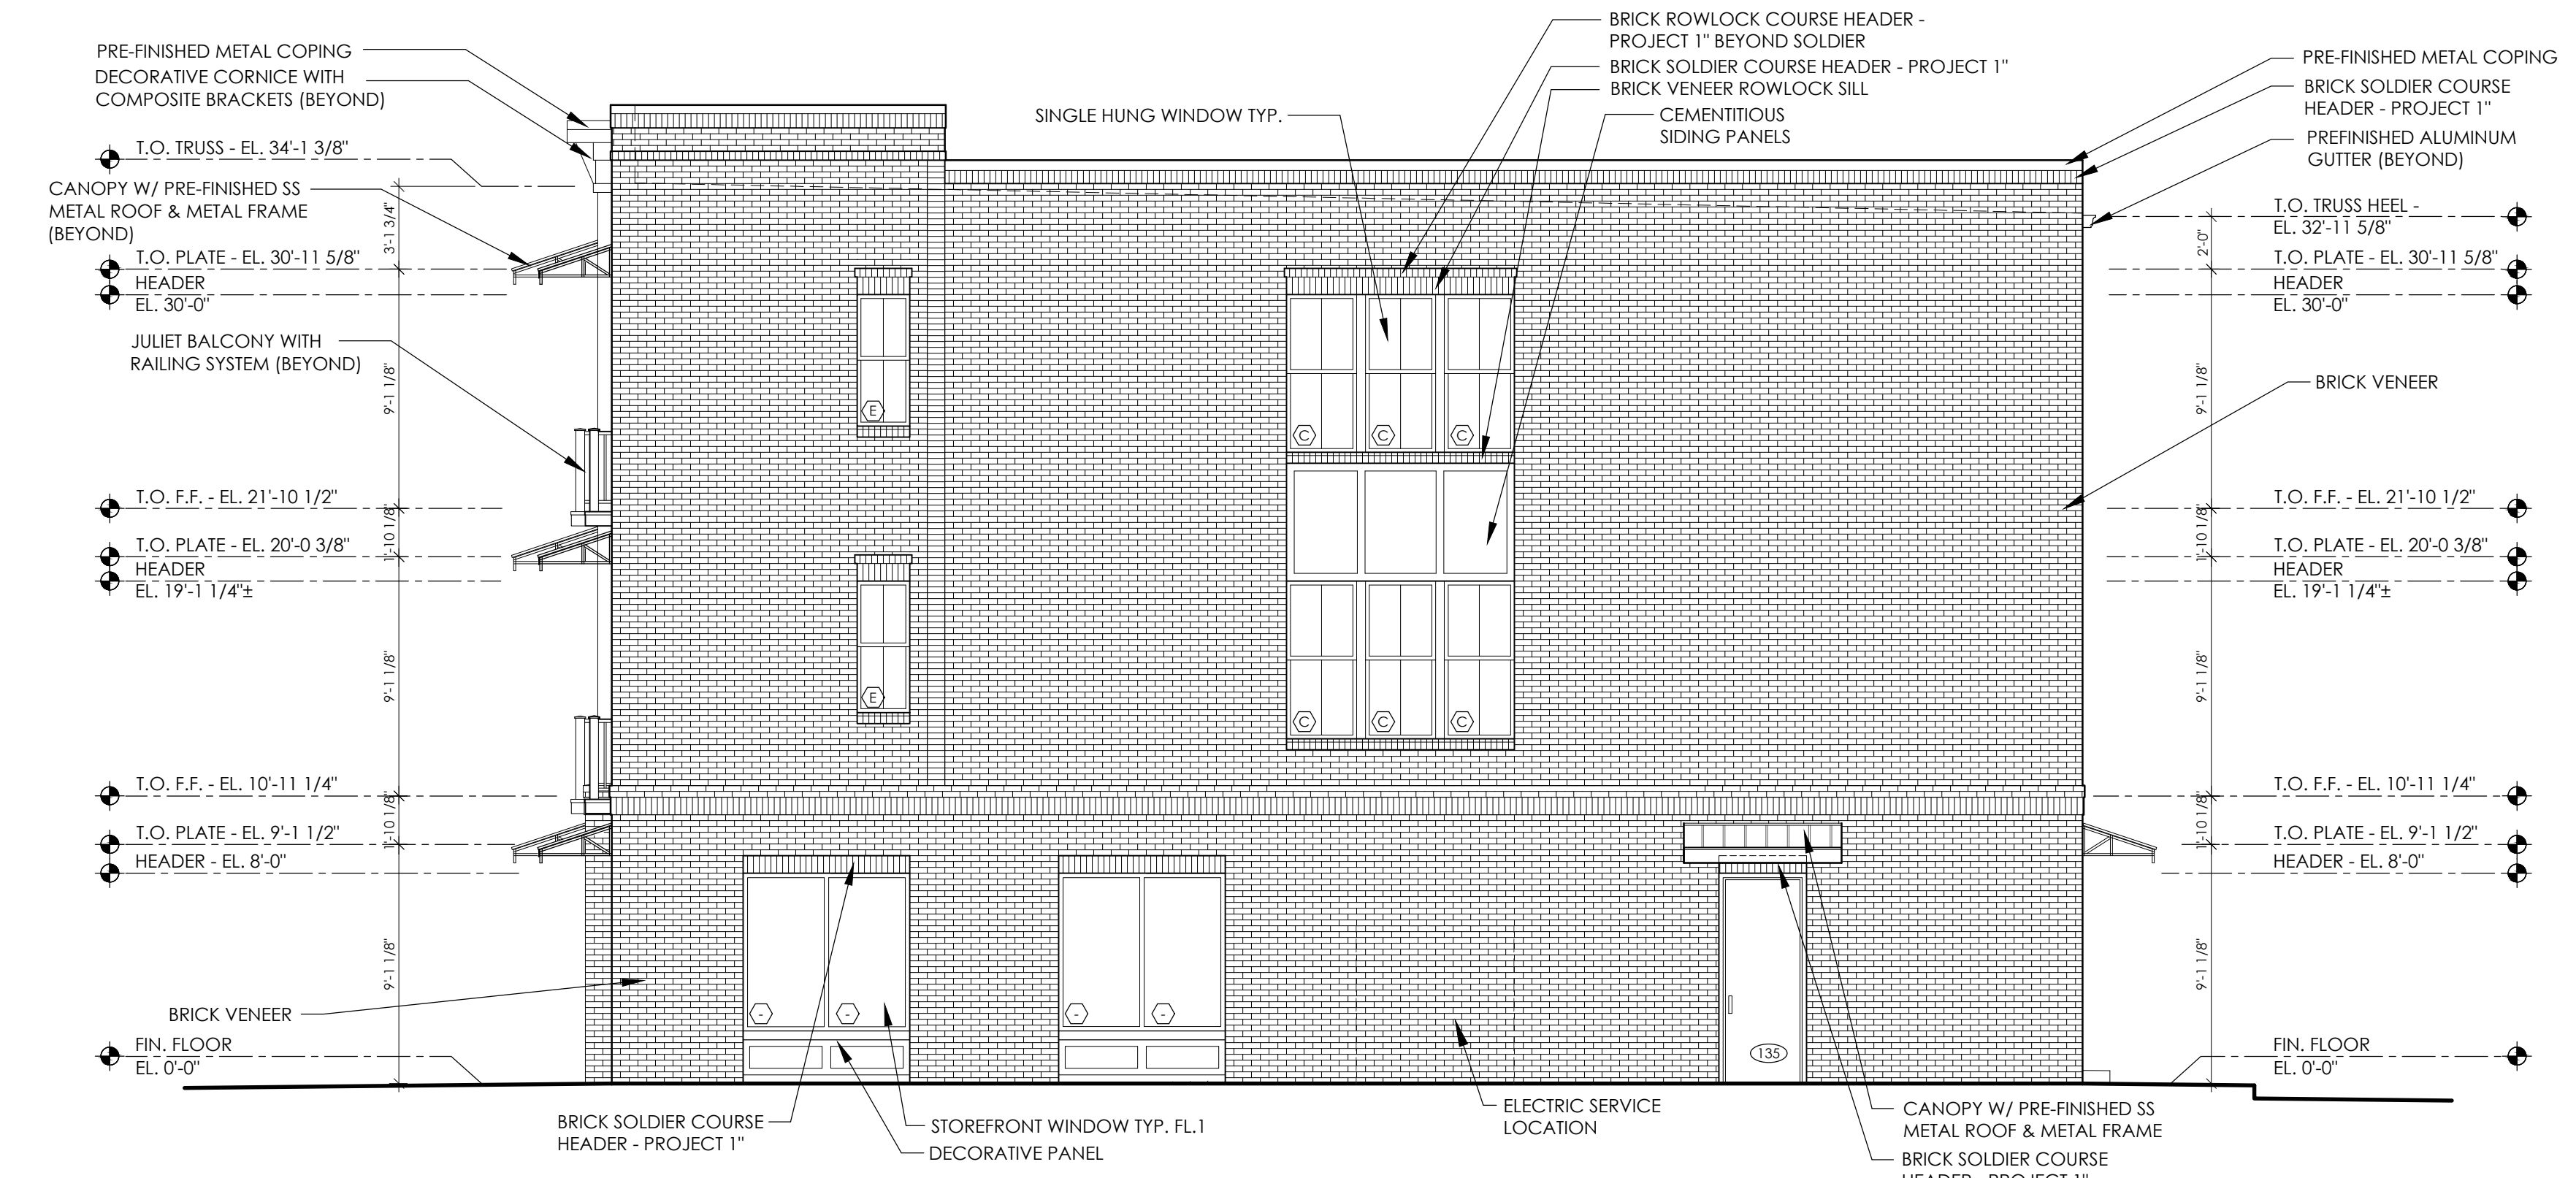 PRE-FINISHED METAL COPING
DECORATIVE CORNICE WITH
COMPOSITE BRACKETS (BEYOND)
T.O. TRUSS - EL. 34'-1 3/8"
CANOPY W/ PRE-FINISHED SS
METAL ROOF & METAL FRAME
(BEYOND)
3'-1 3/4"
T.O. PLATE - EL. 30'-11 5/8"
HEADER
EL. 30'-0"
JULIET BALCONY WITH
RAILING SYSTEM (BEYOND)
9'-1 1/8"
T.O. F.F. - EL. 21'-10 1/2"
1'-10 1/8"
T.O. PLATE - EL. 20'-0 3/8"
HEADER
EL. 19'-1 1/4"±
9'-1 1/8"
T.O. F.F. - EL. 10'-11 1/4"
1'-10 1/8"
T.O. PLATE - EL. 9'-1 1/2"
HEADER - EL. 8'-0"
9'-1 1/8"
BRICK VENEER
FIN. FLOOR
EL. 0'-0"
BRICK ROWLOCK COURSE HEADER -
PROJECT 1" BEYOND SOLDIER
BRICK SOLDIER COURSE HEADER - PROJECT 1"
BRICK VENEER ROWLOCK SILL
SINGLE HUNG WINDOW TYP.
CEMENTITIOUS
SIDING PANELS
E
C
C
C
E
C
C
C
-
-
-
-
135
BRICK SOLDIER COURSE
HEADER - PROJECT 1"
STOREFRONT WINDOW TYP. FL.1
DECORATIVE PANEL
ELECTRIC SERVICE
LOCATION
CANOPY W/ PRE-FINISHED SS
METAL ROOF & METAL FRAME
BRICK SOLDIER COURSE
HEADER - PROJECT 1"
PRE-FINISHED METAL COPING
BRICK SOLDIER COURSE
HEADER - PROJECT 1"
PREFINISHED ALUMINUM
GUTTER (BEYOND)
T.O. TRUSS HEEL -
EL. 32'-11 5/8"
2'-0"
T.O. PLATE - EL. 30'-11 5/8"
HEADER
EL. 30'-0"
BRICK VENEER
9'-1 1/8"
T.O. F.F. - EL. 21'-10 1/2"
1'-10 1/8"
T.O. PLATE - EL. 20'-0 3/8"
HEADER
EL. 19'-1 1/4"±
9'-1 1/8"
T.O. F.F. - EL. 10'-11 1/4"
1'-10 1/8"
T.O. PLATE - EL. 9'-1 1/2"
HEADER - EL. 8'-0"
9'-1 1/8"
FIN. FLOOR
EL. 0'-0"